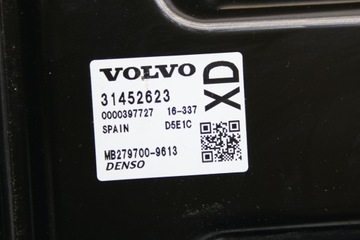 VOLVO
XD
31452623
0000397727 16-337
SPAIN D5E1C
MB279700-9613
DENSO